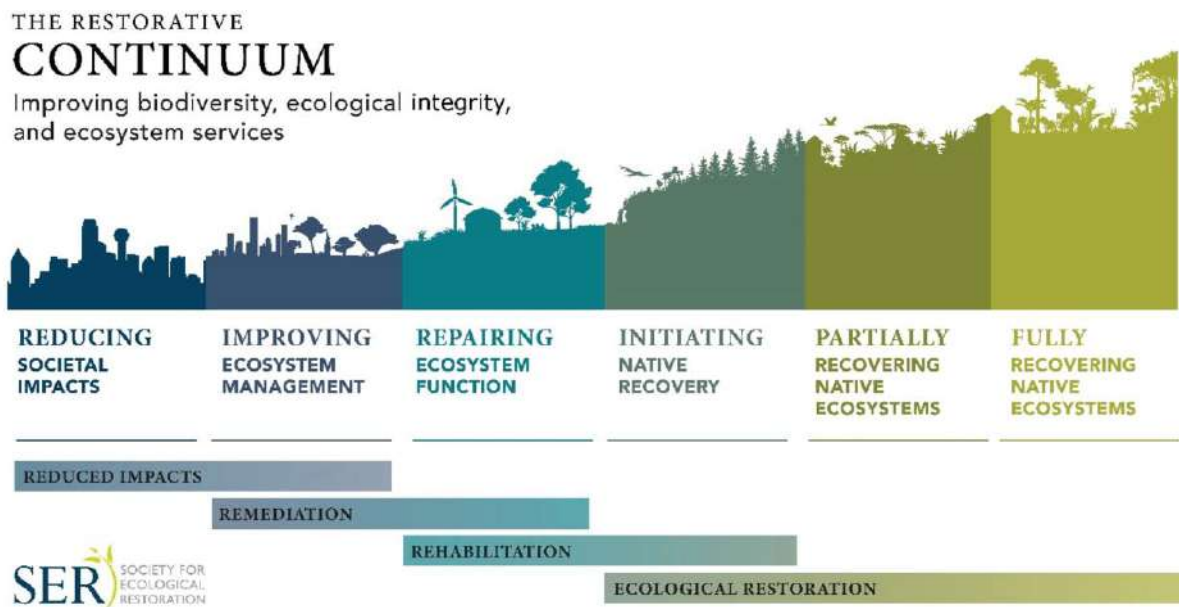 THE RESTORATIVE
CONTINUUM
Improving biodiversity, ecological integrity,
and ecosystem services
REDUCING
SOCIETAL
IMPACTS
IMPROVING
ECOSYSTEM
MANAGEMENT
REPAIRING
ECOSYSTEM
FUNCTION
INITIATING
NATIVE
RECOVERY
PARTIALLY
RECOVERING
NATIVE
ECOSYSTEMS
FULLY
RECOVERING
NATIVE
ECOSYSTEMS
REDUCED IMPACTS
REMEDIATION
REHABILITATION
ECOLOGICAL RESTORATION
SER
SOCIETY FOR
ECOLOGICAL
RESTORATION